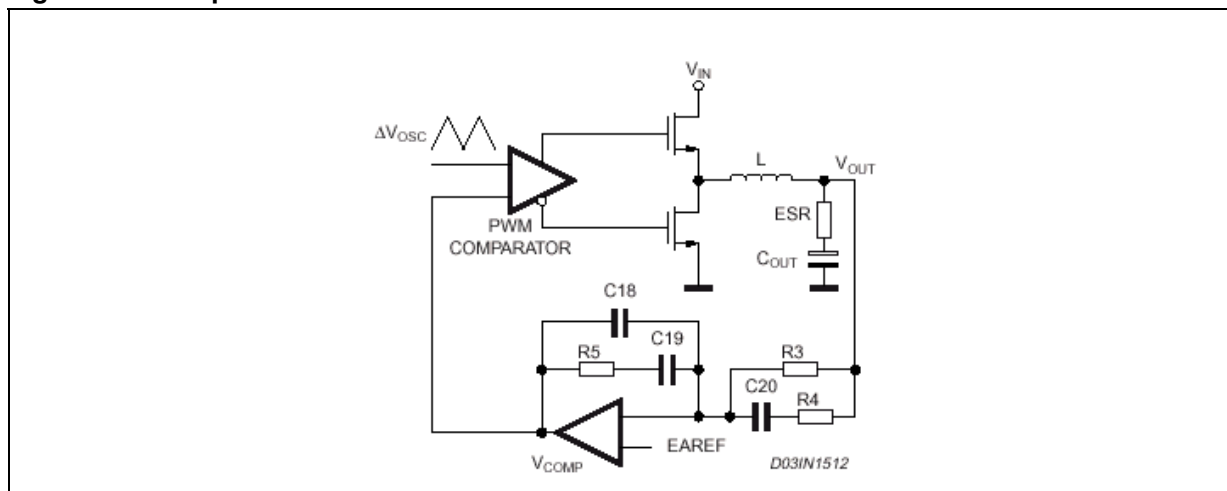 V_IN
ΔV_OSC
L
V_OUT
ESR
PWM
COMPARATOR
C_OUT
C18
C19
R5
R3
C20
R4
EAREF
V_COMP
D03IN1512